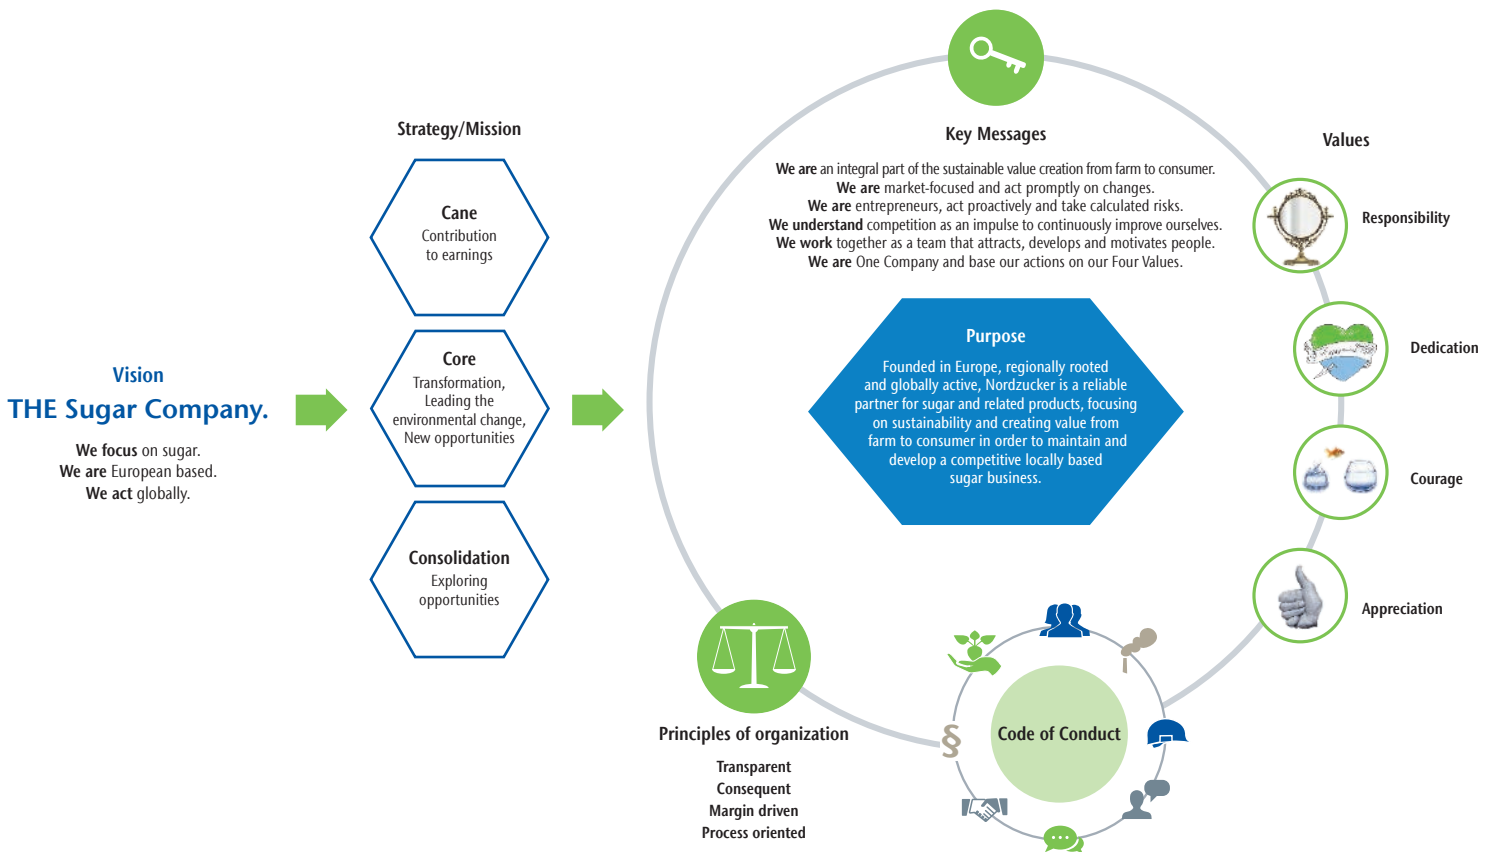 Vision
THE Sugar Company.
We focus on sugar.
We are European based.
We act globally.
Strategy/Mission
Cane
Contribution
to earnings
Core
Transformation,
Leading the
environmental change,
New opportunities
Consolidation
Exploring
opportunities
Key Messages
We are an integral part of the sustainable value creation from farm to consumer.
We are market-focused and act promptly on changes.
We are entrepreneurs, act proactively and take calculated risks.
We understand competition as an impulse to continuously improve ourselves.
We work together as a team that attracts, develops and motivates people.
We are One Company and base our actions on our Four Values.
Purpose
Founded in Europe, regionally rooted
and globally active, Nordzucker is a reliable
partner for sugar and related products, focusing
on sustainability and creating value from
farm to consumer in order to maintain and
develop a competitive locally based
sugar business.
Values
Responsibility
Dedication
Courage
Appreciation
Principles of organization
Transparent
Consequent
Margin driven
Process oriented
§
Code of Conduct